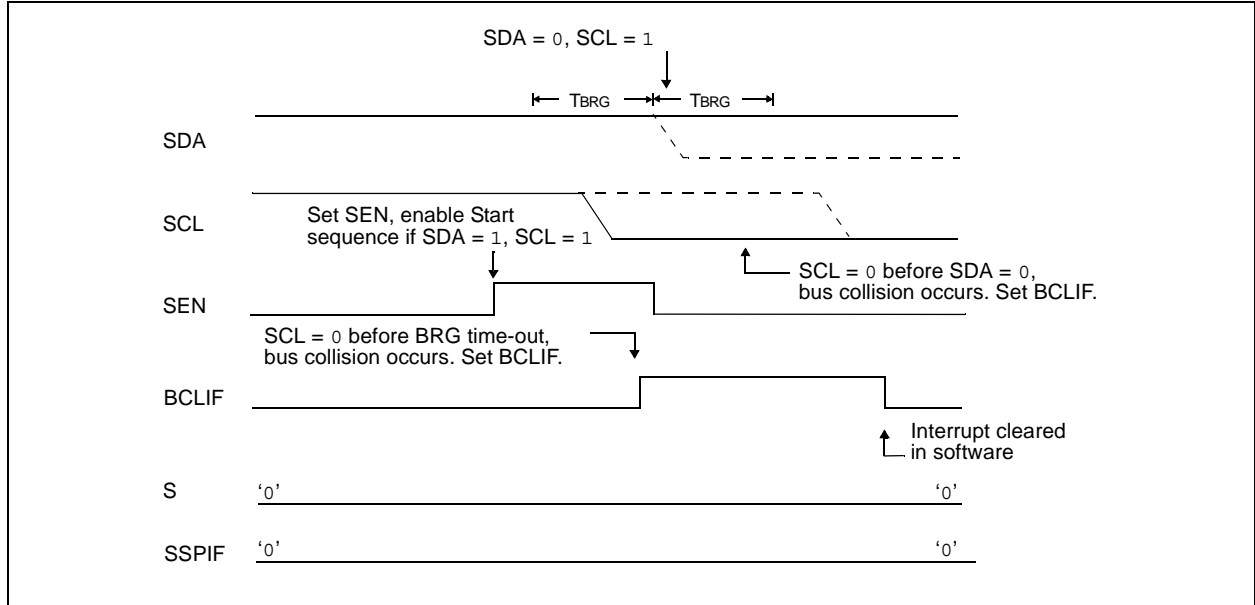 SDA = 0, SCL = 1
TBRG TBRG
SDA
SCL
Set SEN, enable Start
sequence if SDA = 1, SCL = 1
SCL = 0 before SDA = 0,
bus collision occurs. Set BCLIF.
SEN
SCL = 0 before BRG time-out,
bus collision occurs. Set BCLIF.
BCLIF
Interrupt cleared
in software
S ‘0’ ‘0’
SSPIF ‘0’ ‘0’